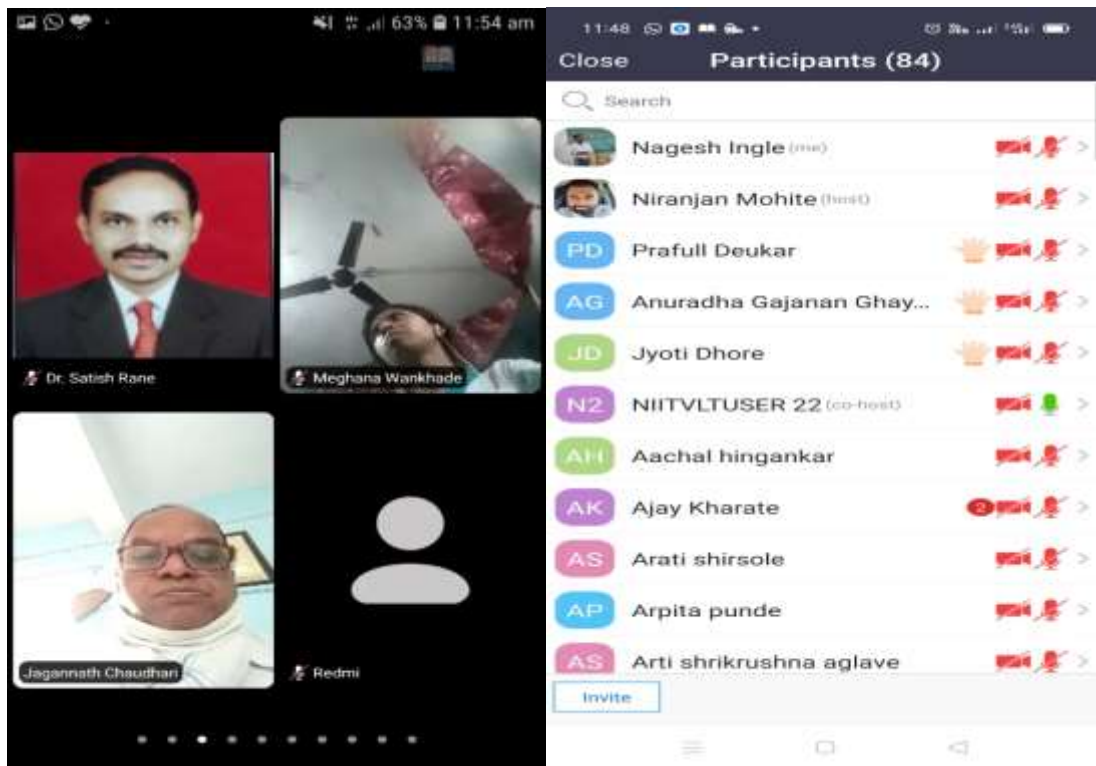 63% 11:54 am
Dr. Satish Rane
Meghana Wankhade
Jagannath Chaudhari
Redmi
11:48
Close Participants (84)
Search
Nagesh Ingle (me)
Niranjan Mohite (host)
PD Prafull Deukar
AG Anuradha Gajanan Ghay...
JD Jyoti Dhore
N2 NIITVLTUSER 22 (co-host)
AH Aachal hingankar
AK Ajay Kharate 2
AS Arati shirsole
AP Arpita punde
AS Arti shrikrushna aglave
Invite